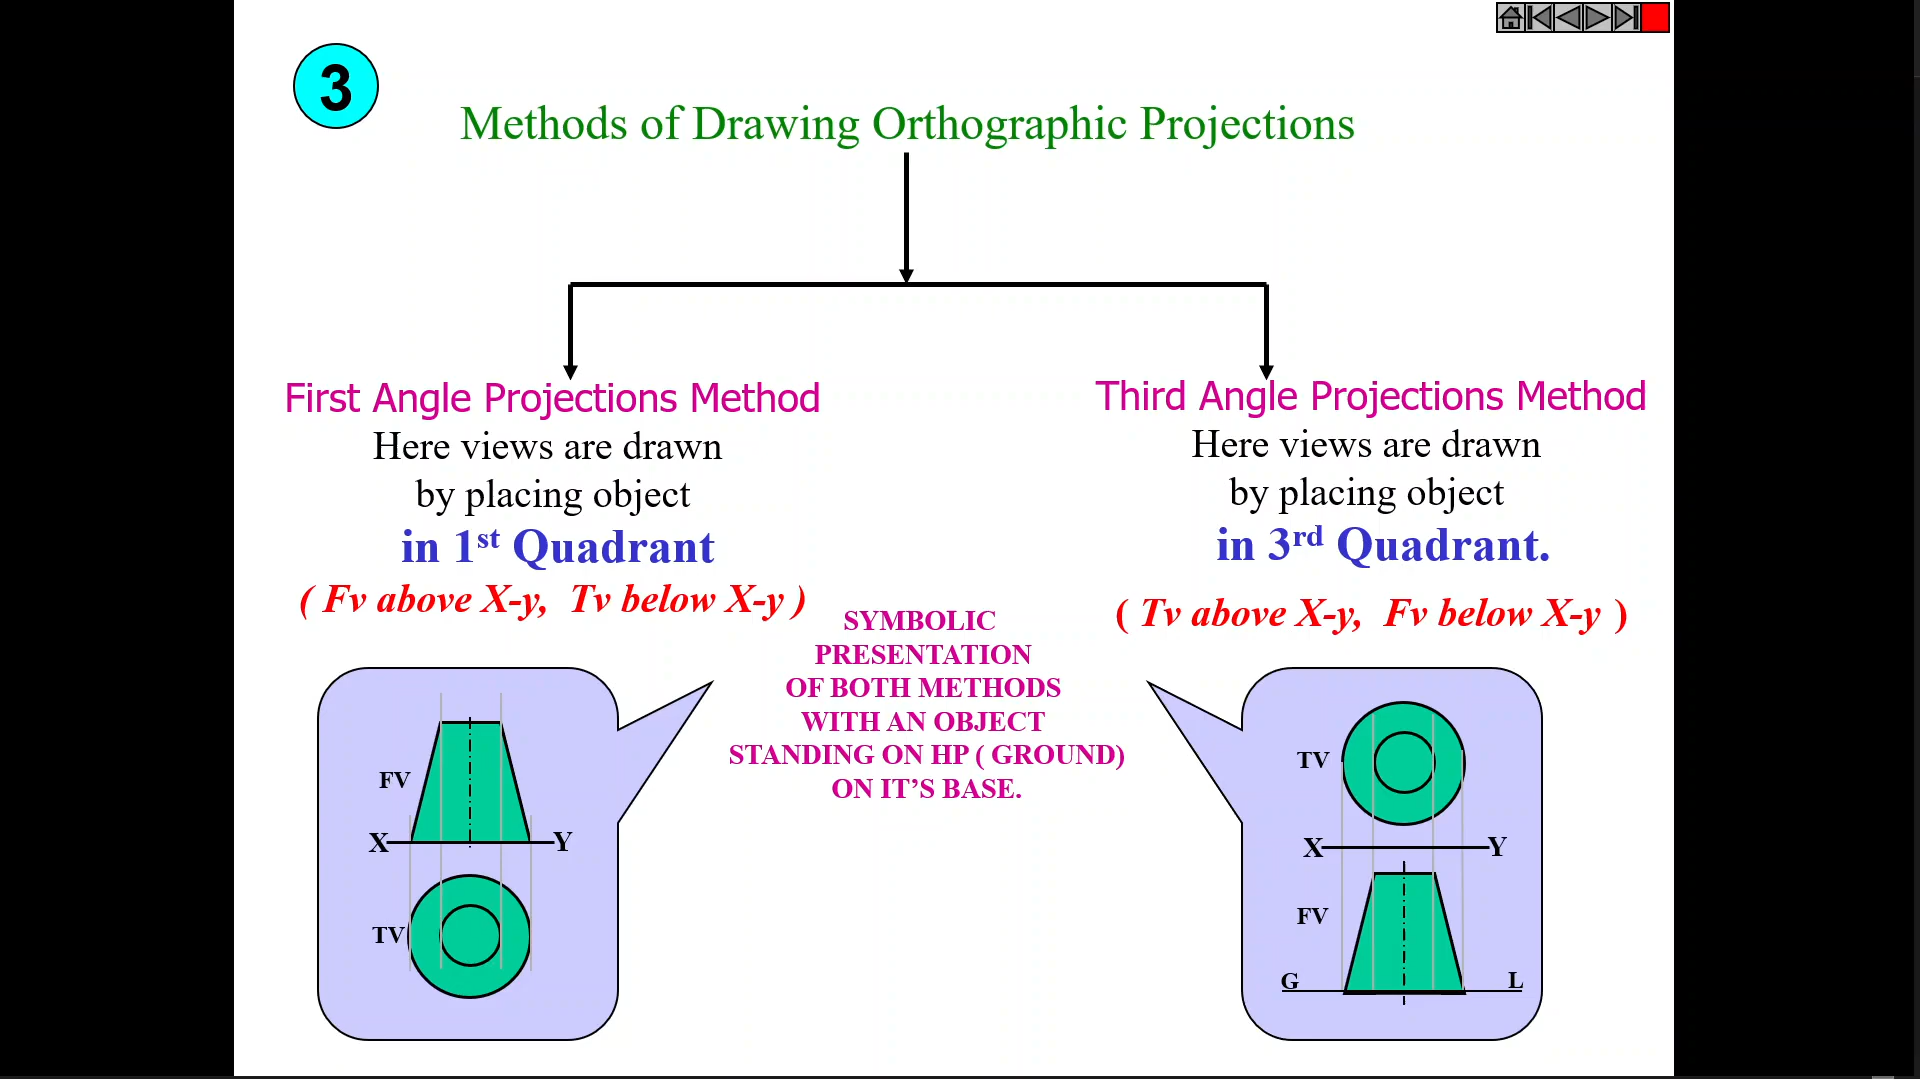 3
Methods of Drawing Orthographic Projections
First Angle Projections Method
Here views are drawn
by placing object
in 1st Quadrant
( Fv above X-y, Tv below X-y )
Third Angle Projections Method
Here views are drawn
by placing object
in 3rd Quadrant.
( Tv above X-y, Fv below X-y )
SYMBOLIC
PRESENTATION
OF BOTH METHODS
WITH AN OBJECT
STANDING ON HP ( GROUND)
ON IT’S BASE.
FV
X Y
TV
TV
X Y
FV
G L